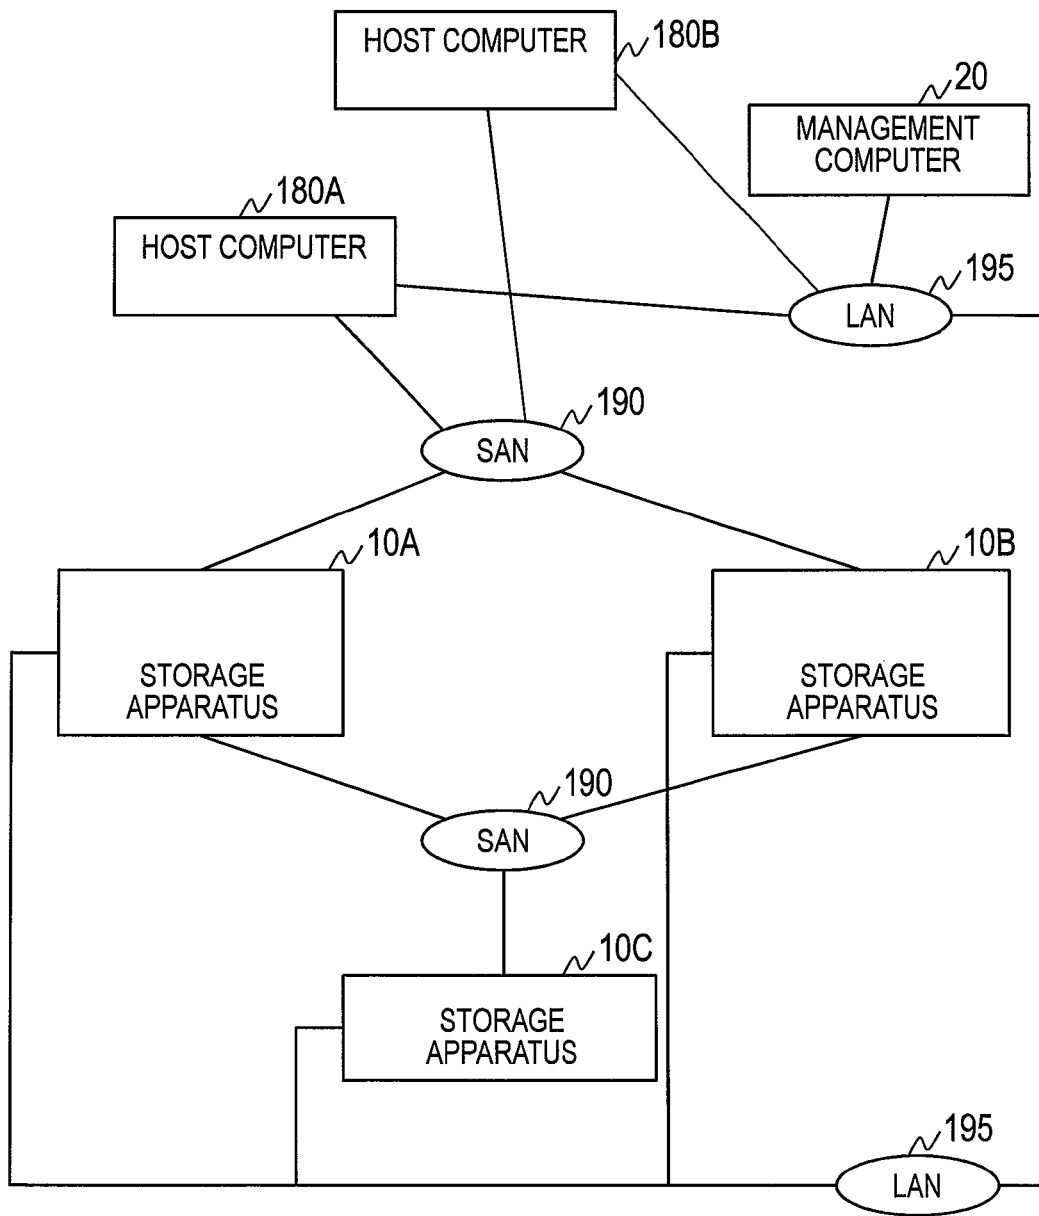 HOST COMPUTER
180B
20
MANAGEMENT
COMPUTER
180A
HOST COMPUTER
195
LAN
190
SAN
10A
10B
STORAGE
APPARATUS
STORAGE
APPARATUS
190
SAN
10C
STORAGE
APPARATUS
195
LAN